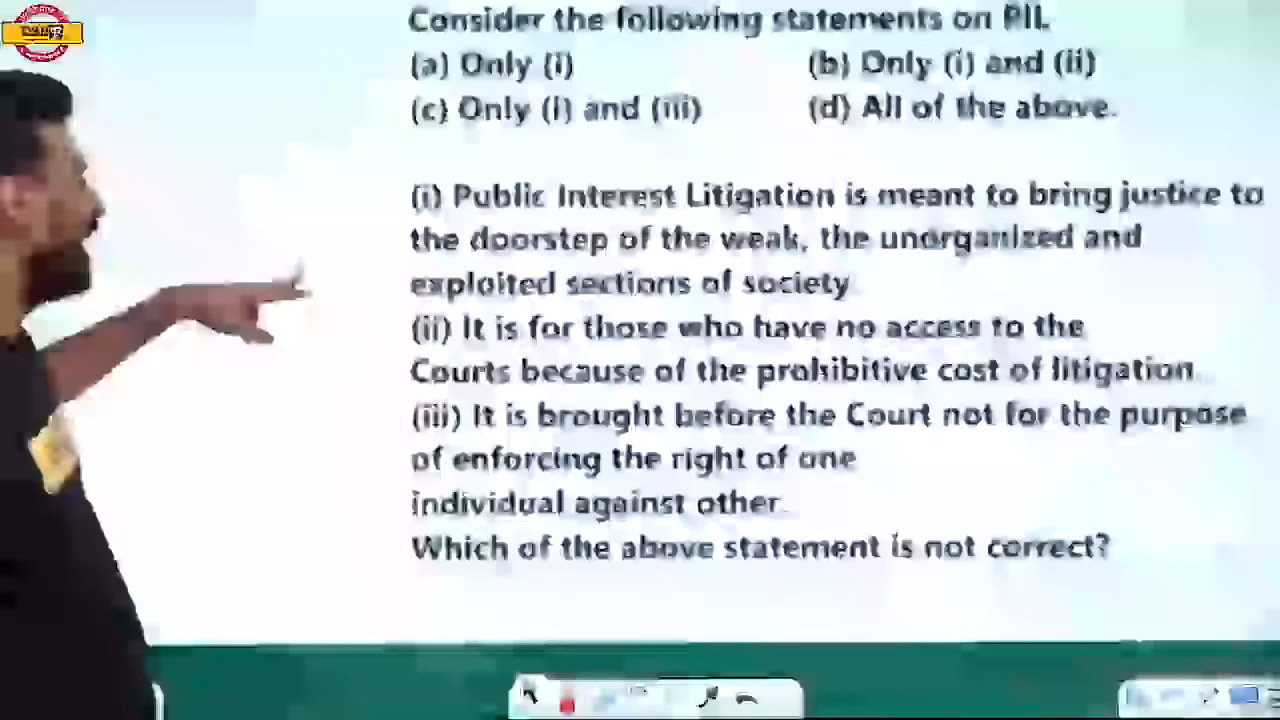 Consider the following statements on PIL.
(a) Only (i) (b) Only (i) and (ii)
(c) Only (i) and (iii) (d) All of the above.
(i) Public Interest Litigation is meant to bring justice to
the doorstep of the weak, the unorganized and
exploited sections of society.
(ii) It is for those who have no access to the
Courts because of the prohibitive cost of litigation.
(iii) It is brought before the Court not for the purpose
of enforcing the right of one
individual against other.
Which of the above statement is not correct?